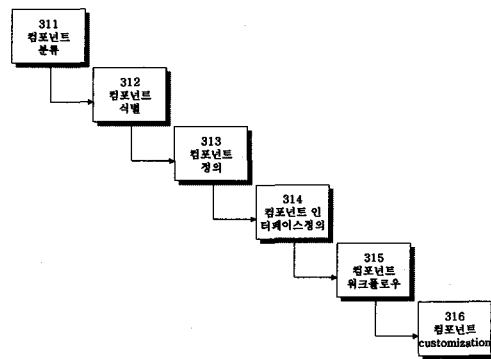 311
컴포넌트
분류
312
컴포넌트
식별
313
컴포넌트
정의
314
컴포넌트 인
터페이스정의
315
컴포넌트
워크플로우
316
컴포넌트
customization